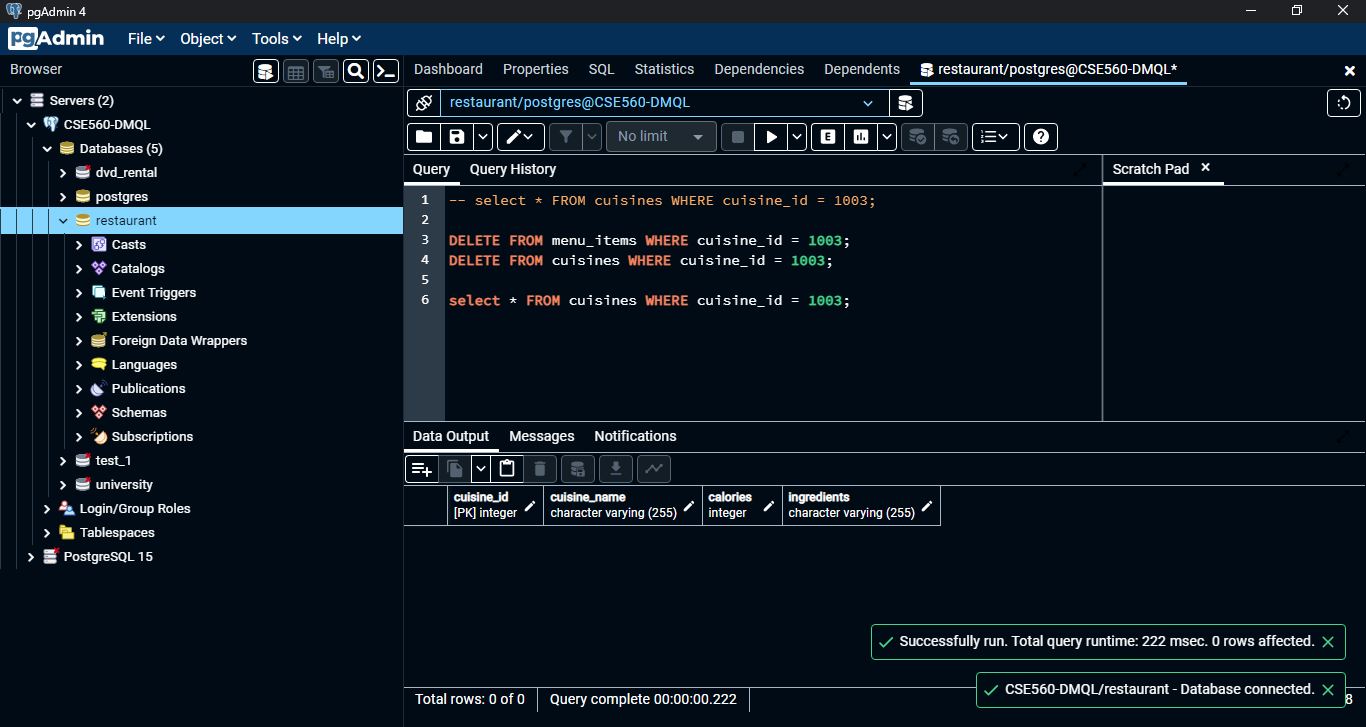 pgAdmin 4
pgAdmin File Object Tools Help
Browser
Dashboard Properties SQL Statistics Dependencies Dependents restaurant/postgres@CSE560-DMQL*
Servers (2)
CSE560-DMQL
Databases (5)
dvd_rental
postgres
restaurant
Casts
Catalogs
Event Triggers
Extensions
Foreign Data Wrappers
Languages
Publications
Schemas
Subscriptions
test_1
university
Login/Group Roles
Tablespaces
PostgreSQL 15
restaurant/postgres@CSE560-DMQL
No limit
E
Query Query History
Scratch Pad
1 -- select * FROM cuisines WHERE cuisine_id = 1003;
2
3 DELETE FROM menu_items WHERE cuisine_id = 1003;
4 DELETE FROM cuisines WHERE cuisine_id = 1003;
5
6 select * FROM cuisines WHERE cuisine_id = 1003;
Data Output Messages Notifications
cuisine_id cuisine_name calories ingredients
[PK] integer character varying (255) integer character varying (255)
Successfully run. Total query runtime: 222 msec. 0 rows affected.
CSE560-DMQL/restaurant - Database connected.
Total rows: 0 of 0 Query complete 00:00:00.222 8